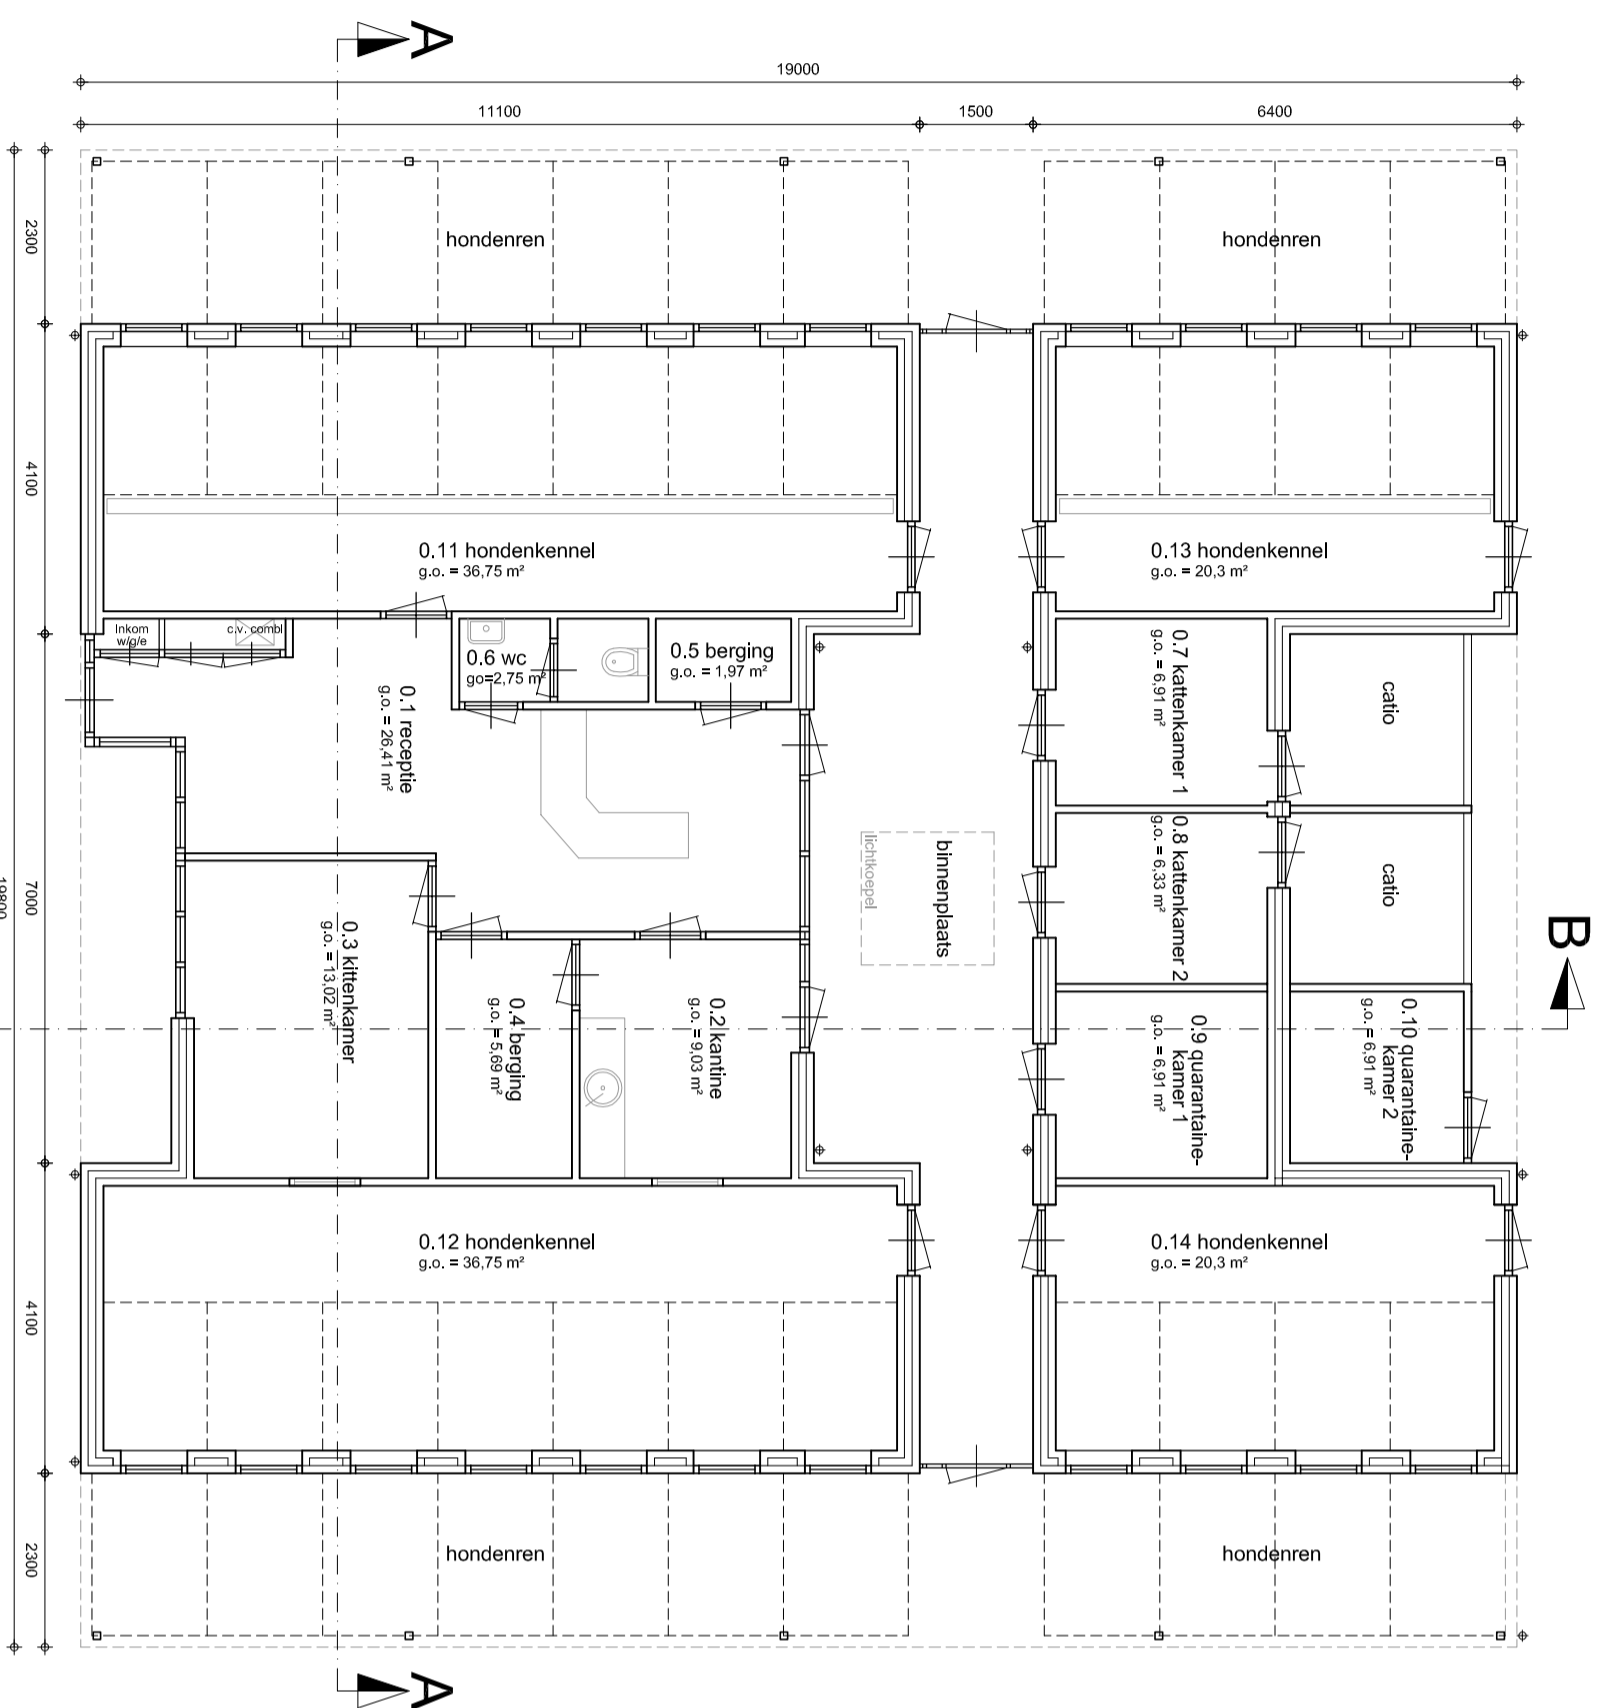 A
19000
11100
1500
6400
2300
4100
7000
19800
4100
2300
hondenren
hondenren
0.11 hondenkennel
g.o. = 36,75 m²
0.13 hondenkennel
g.o. = 20,3 m²
Inkom
w/g/e
c.v. combi
0.6 wc
go=2,75 m²
0.5 berging
g.o. = 1,97 m²
0.1 receptie
g.o. = 26,41 m²
0.7 kattenkamer 1
g.o. = 6,91 m²
catio
0.8 kattenkamer 2
g.o. = 6,33 m²
catio
binnenplaats
lichtkoepel
B
0.3 kittenkamer
g.o. = 13,02 m²
0.4 berging
g.o. = 5,69 m²
0.2 kantine
g.o. = 9,03 m²
0.9 quarantaine-
kamer 1
g.o. = 6,91 m²
0.10 quarantaine-
kamer 2
g.o. = 6,91 m²
0.12 hondenkennel
g.o. = 36,75 m²
0.14 hondenkennel
g.o. = 20,3 m²
hondenren
hondenren
A